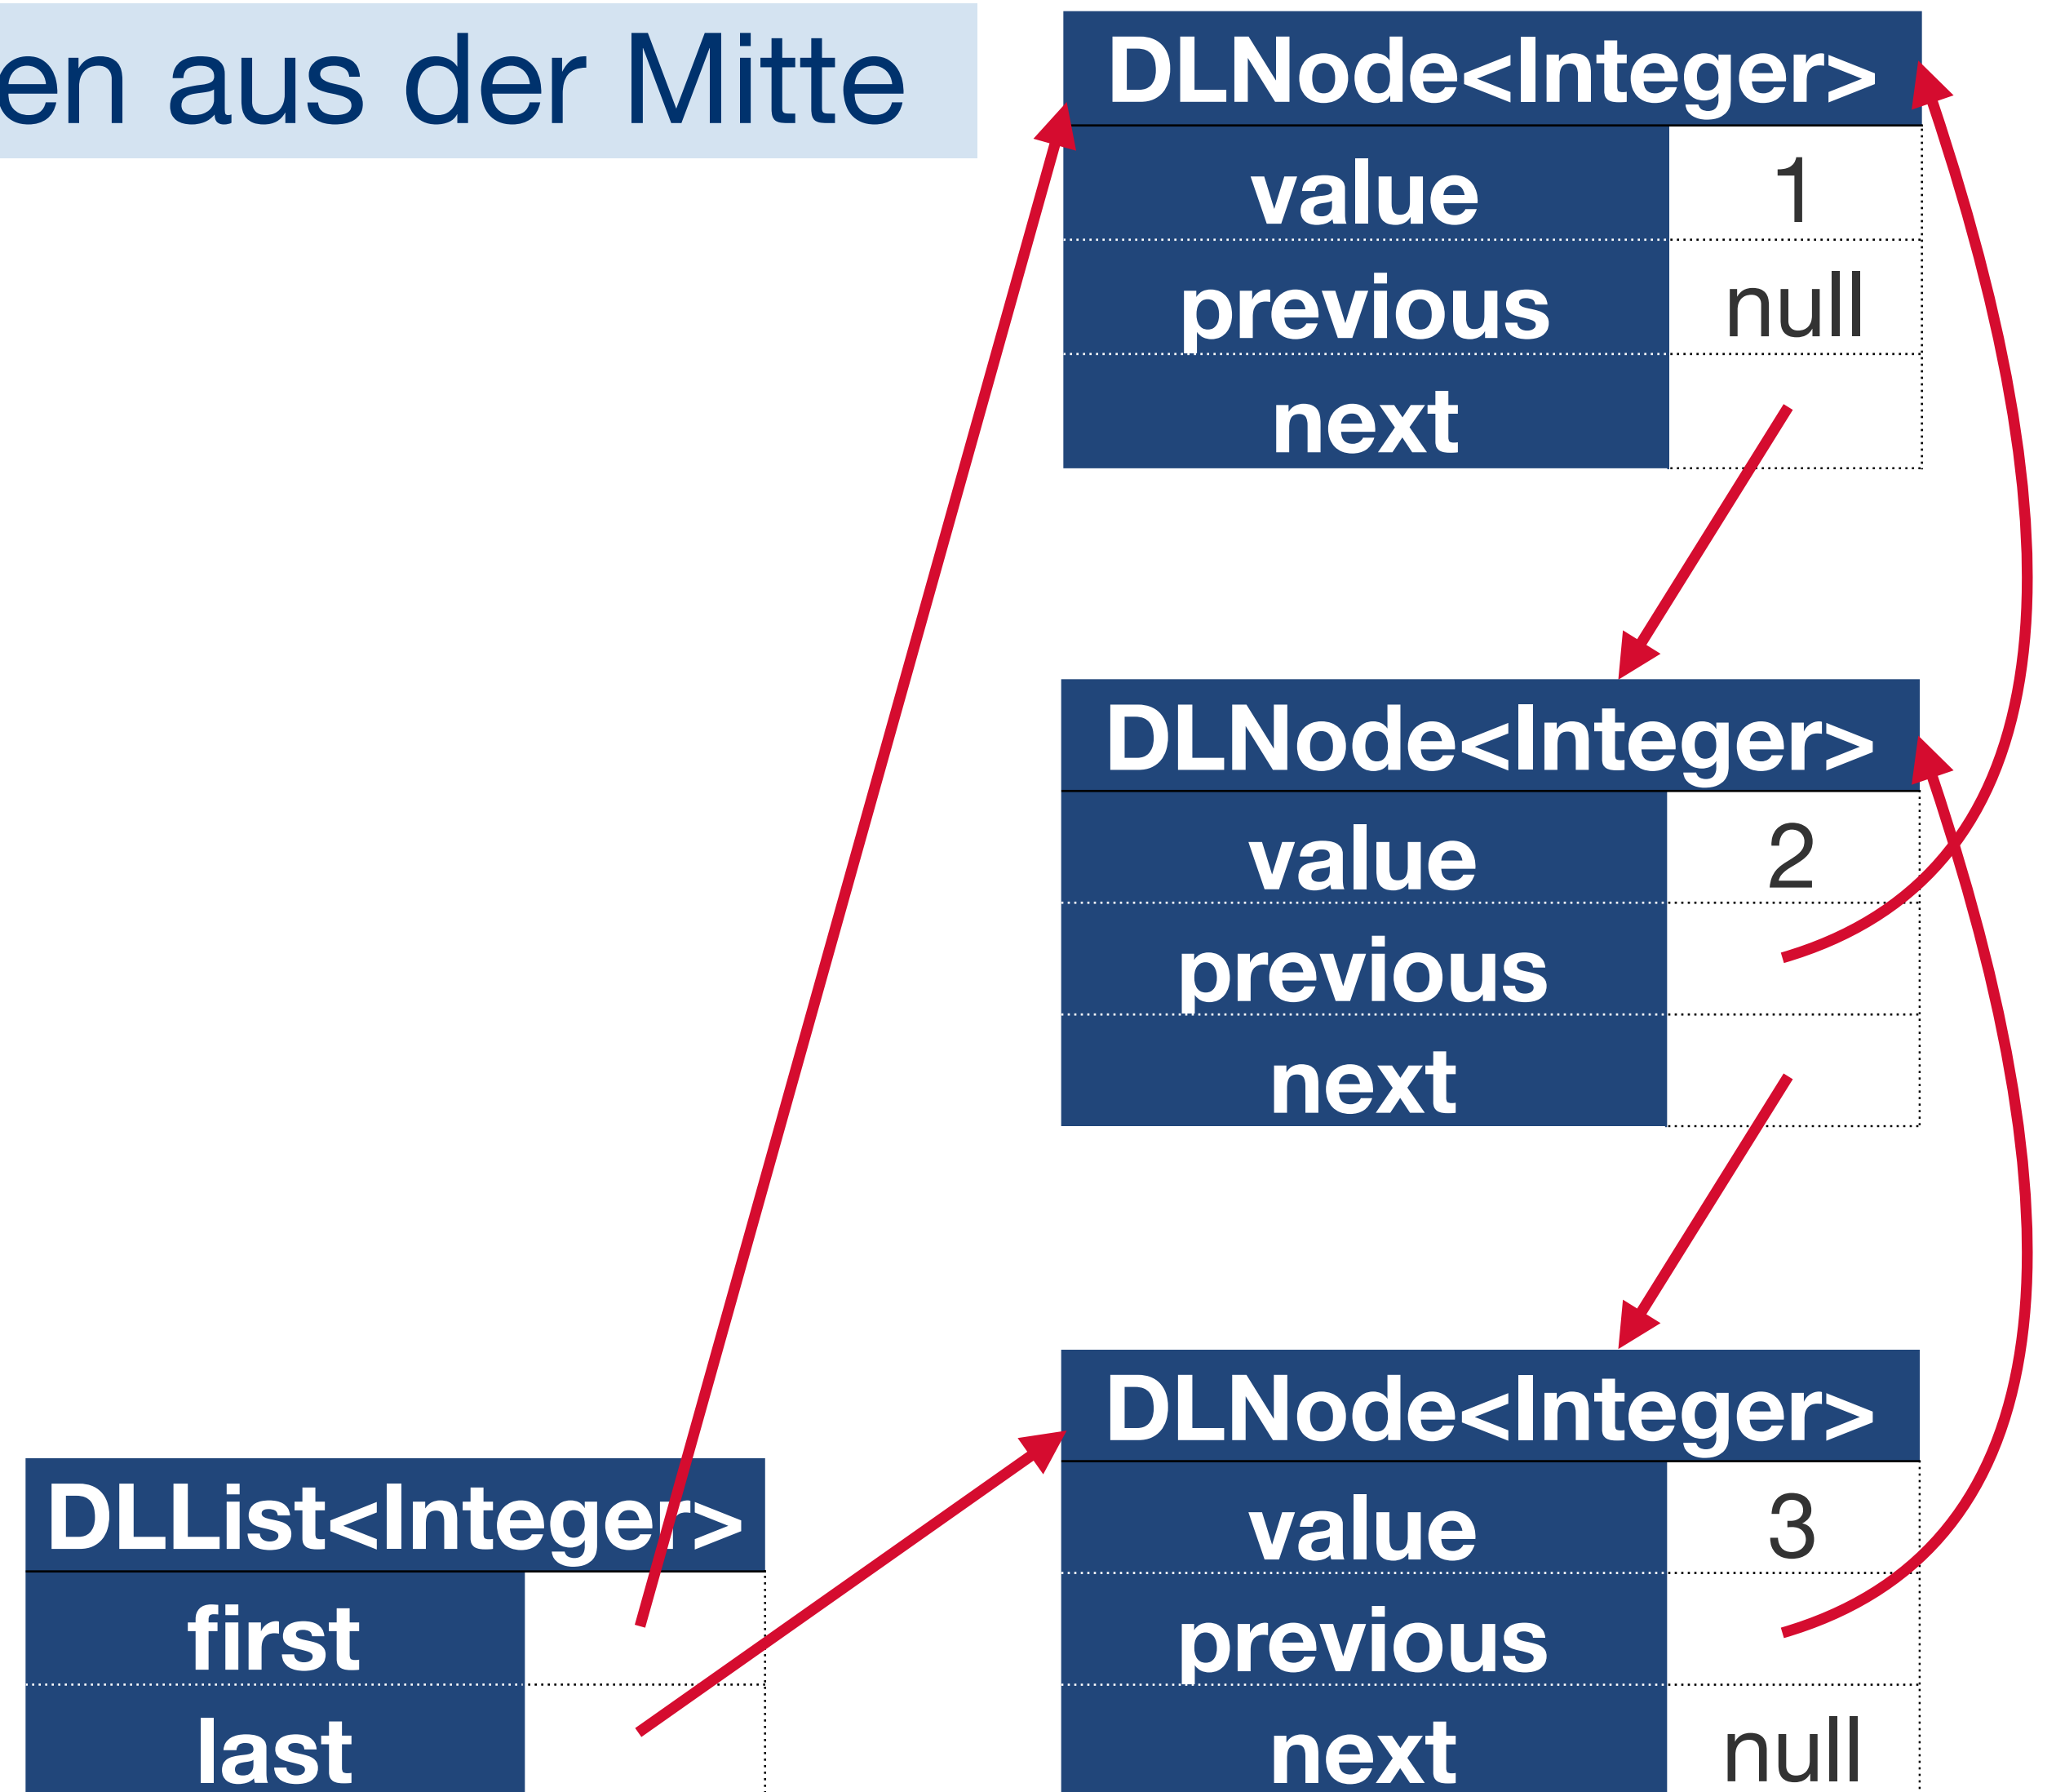 en aus der Mitte
DLNode<Integer>
value 1
previous null
next
DLNode<Integer>
value 2
previous
next
DLNode<Integer>
value 3
previous
next null
DLList<Integer>
first
last